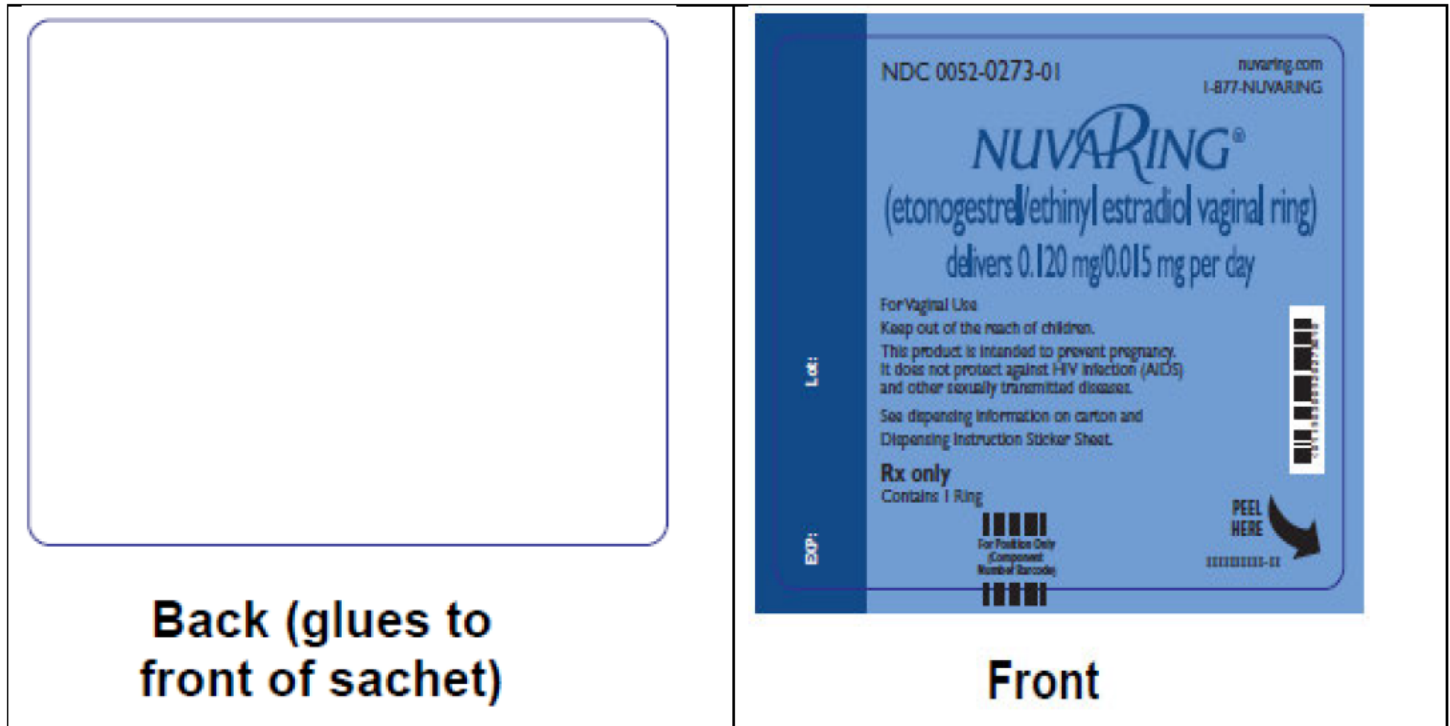 Back (glues to
front of sachet)
Lot:
EXP:
NDC 0052-0273-01
nuvaring.com
1-877-NUVARING
NUVARING®
(etonogestrel/ethinyl estradiol vaginal ring)
delivers 0.120 mg/0.015 mg per day
For Vaginal Use
Keep out of the reach of children.
This product is intended to prevent pregnancy.
It does not protect against HIV infection (AIDS)
and other sexually transmitted diseases.
See dispensing information on carton and
Dispensing Instruction Sticker Sheet.
Rx only
Contains 1 Ring
For Position Only
(Component
Number Barcode)
PEEL
HERE
Front